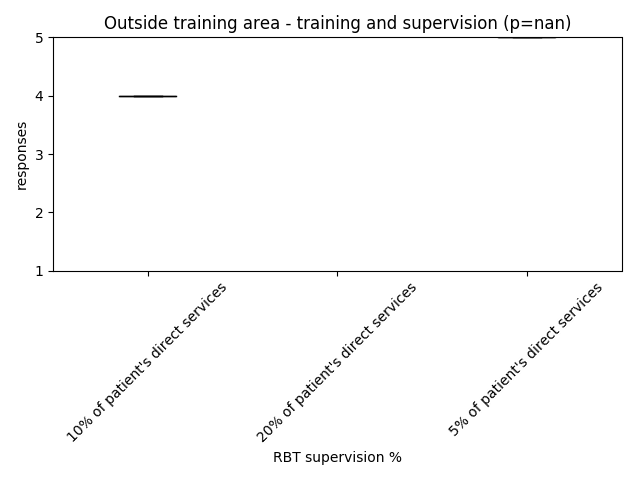 Outside training area - training and supervision (p=nan)
5
4
3
2
1
responses
10% of patient's direct services
20% of patient's direct services
5% of patient's direct services
RBT supervision %